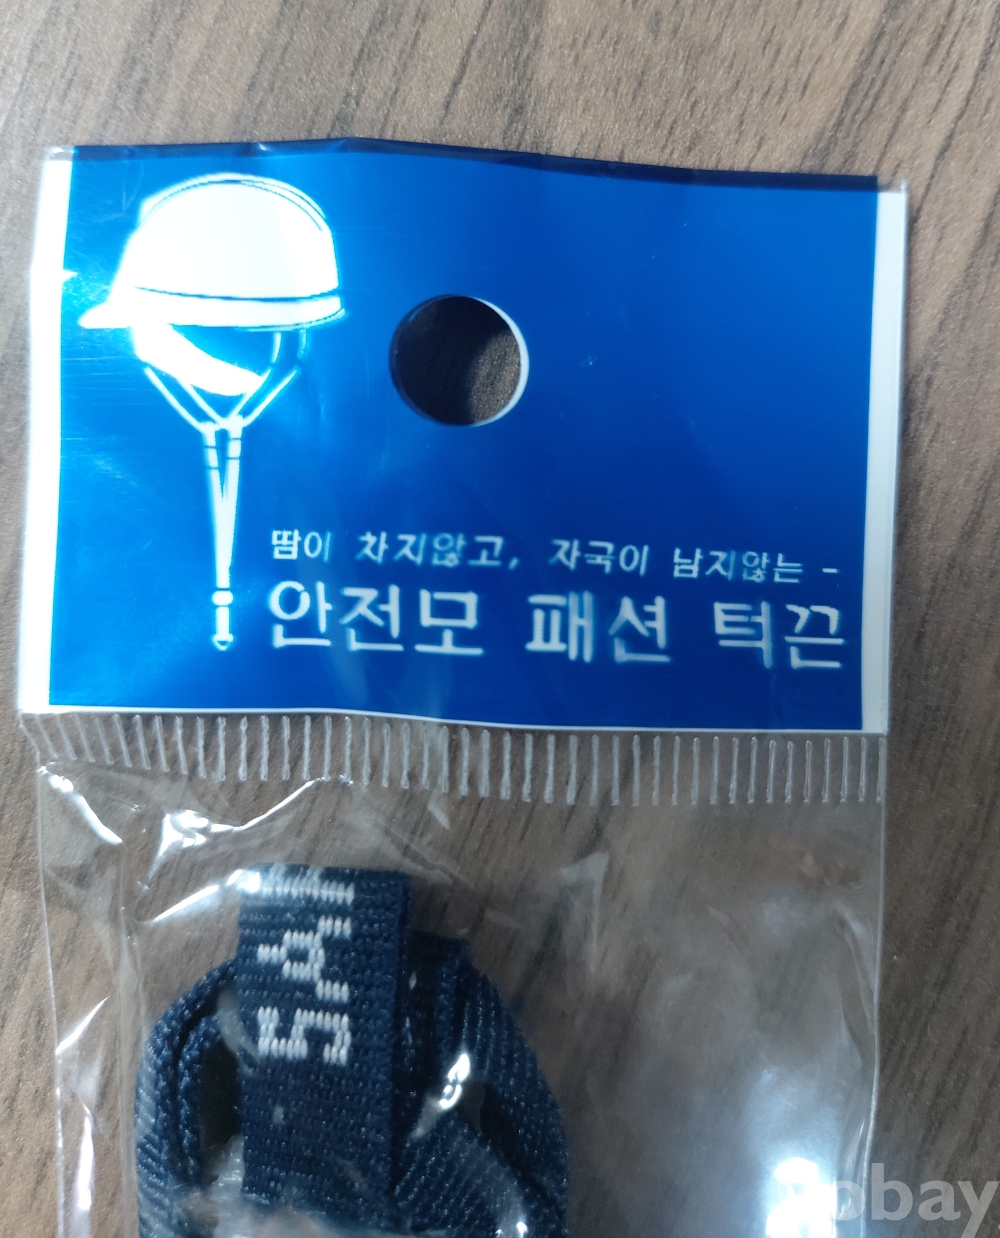 땀이 차지않고, 자국이 남지않는 -
안전모 패션 턱끈